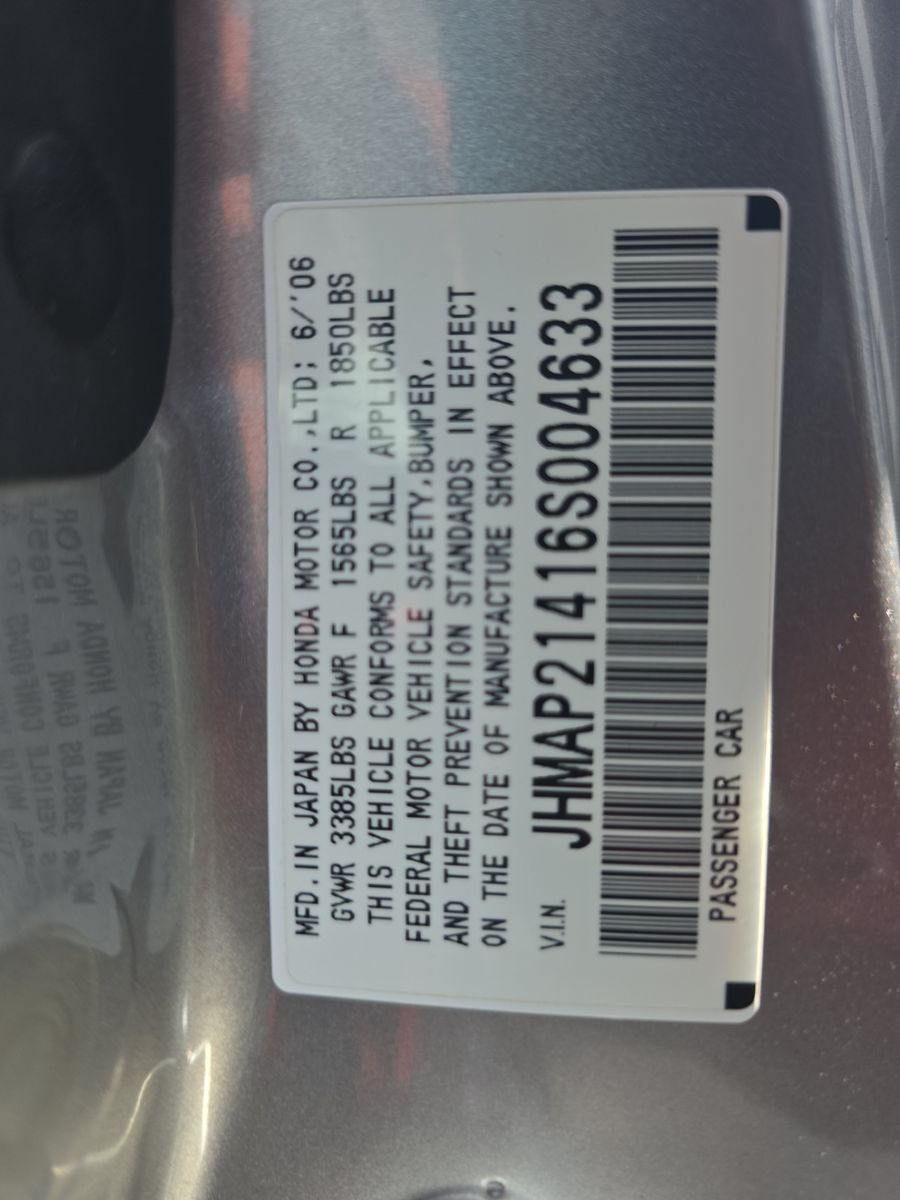 MFD.IN JAPAN BY HONDA MOTOR CO.,LTD; 6/'06
GVWR 3385LBS GAWR F 1565LBS R 1850LBS
THIS VEHICLE CONFORMS TO ALL APPLICABLE
FEDERAL MOTOR VEHICLE SAFETY,BUMPER,
AND THEFT PREVENTION STANDARDS IN EFFECT
ON THE DATE OF MANUFACTURE SHOWN ABOVE.
V.I.N. JHMAP21416S004633
PASSENGER CAR